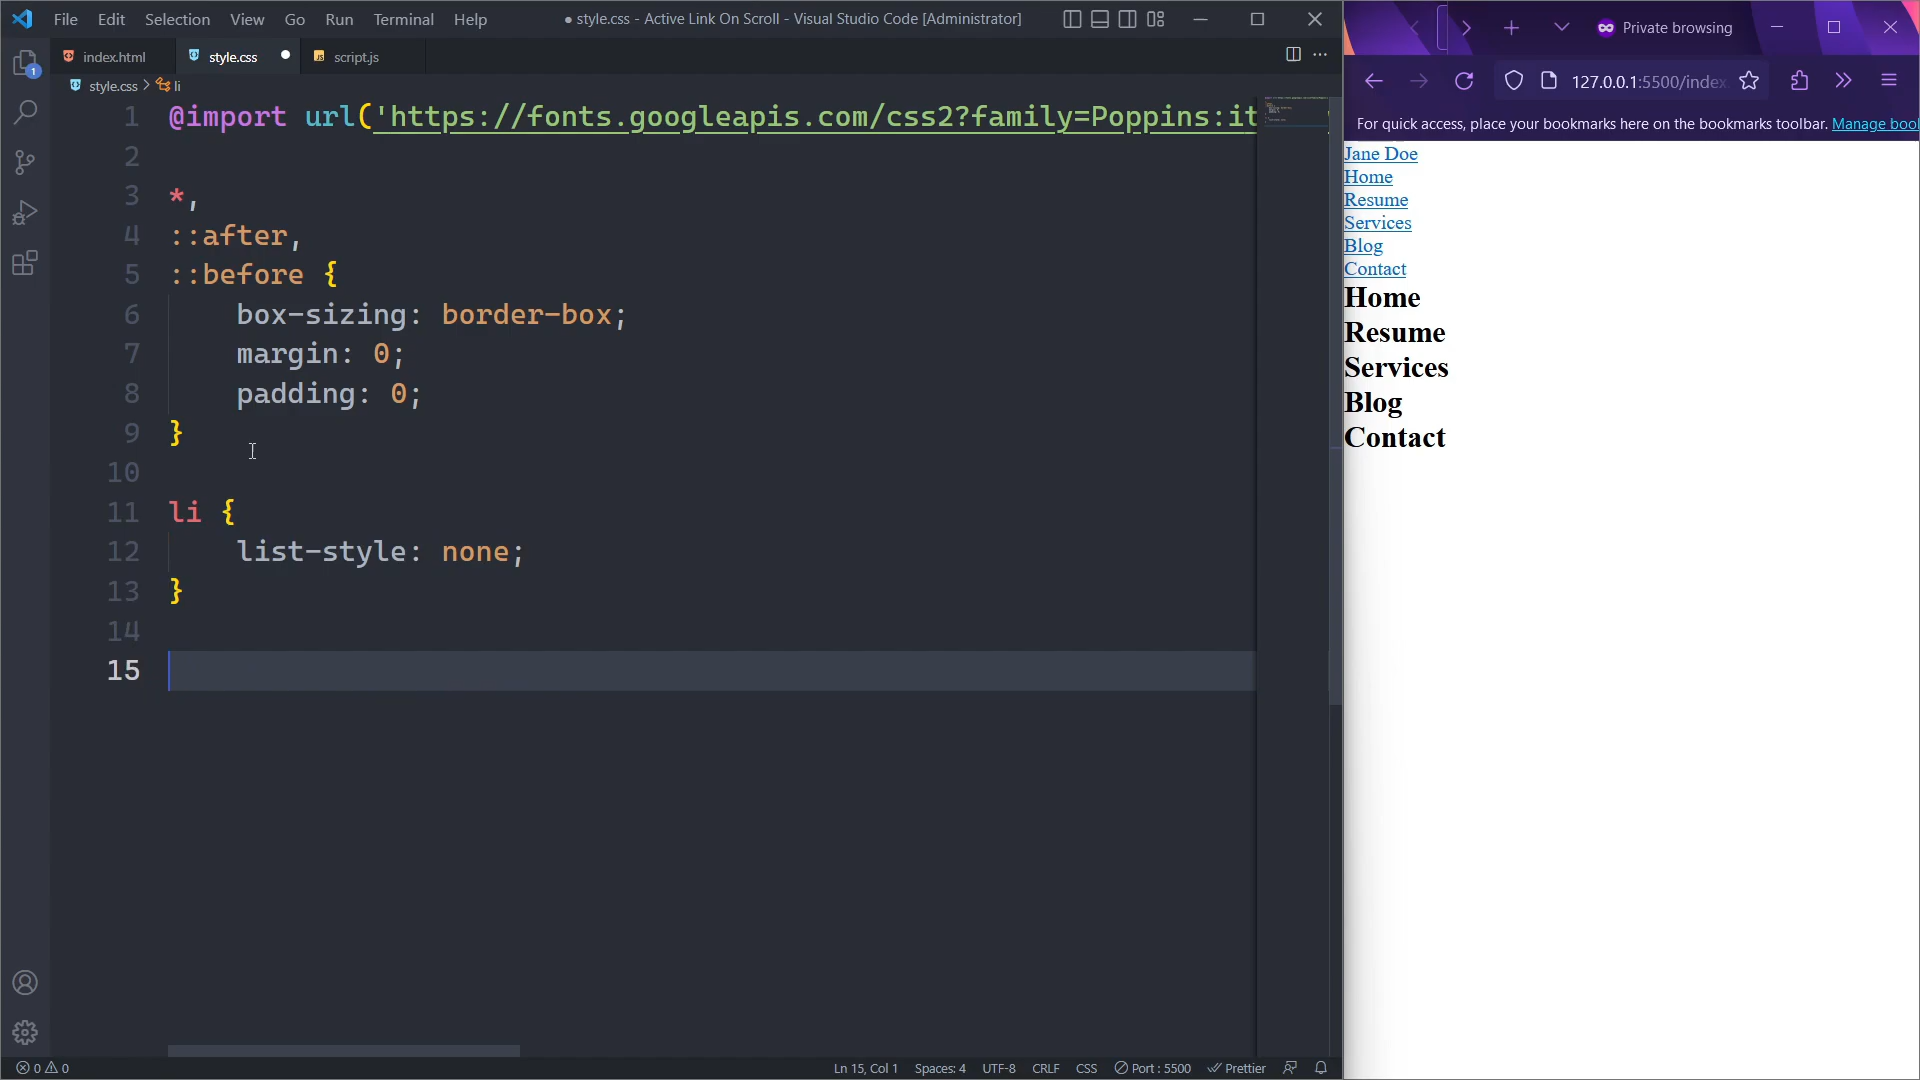 File Edit Selection View Go Run Terminal Help
● style.css - Active Link On Scroll - Visual Studio Code [Administrator]
index.html style.css script.js
style.css > li
1 @import url('https://fonts.googleapis.com/css2?family=Poppins:it
2
3 *,
4 ::after,
5 ::before {
6 box-sizing: border-box;
7 margin: 0;
8 padding: 0;
9 }
10
11 li {
12 list-style: none;
13 }
14
15
1
0 0
Ln 15, Col 1 Spaces: 4 UTF-8 CRLF CSS Port : 5500 Prettier
Private browsing
127.0.0.1:5500/index
For quick access, place your bookmarks here on the bookmarks toolbar. Manage book
Jane Doe
Home
Resume
Services
Blog
Contact
Home
Resume
Services
Blog
Contact